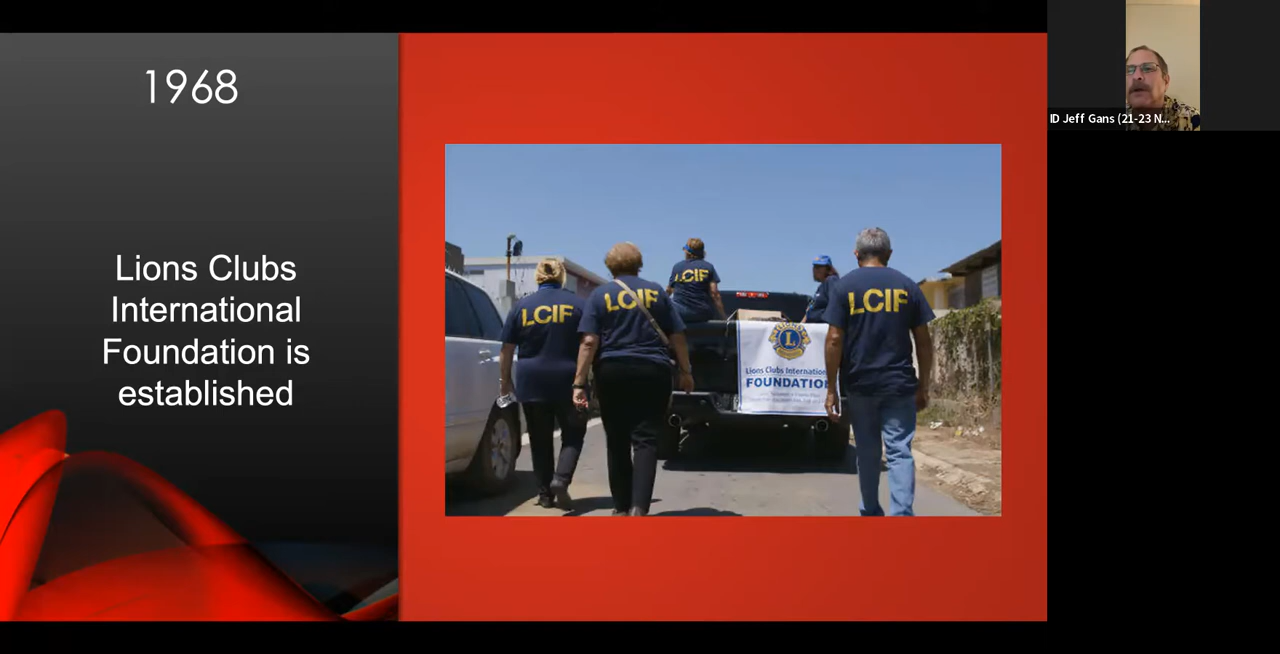 1968
Lions Clubs
International
Foundation is
established
LCIF
LCIF
LCIF
LCIF
L
Lions Clubs Internation
FOUNDATION
ID Jeff Gans (21-23 N...